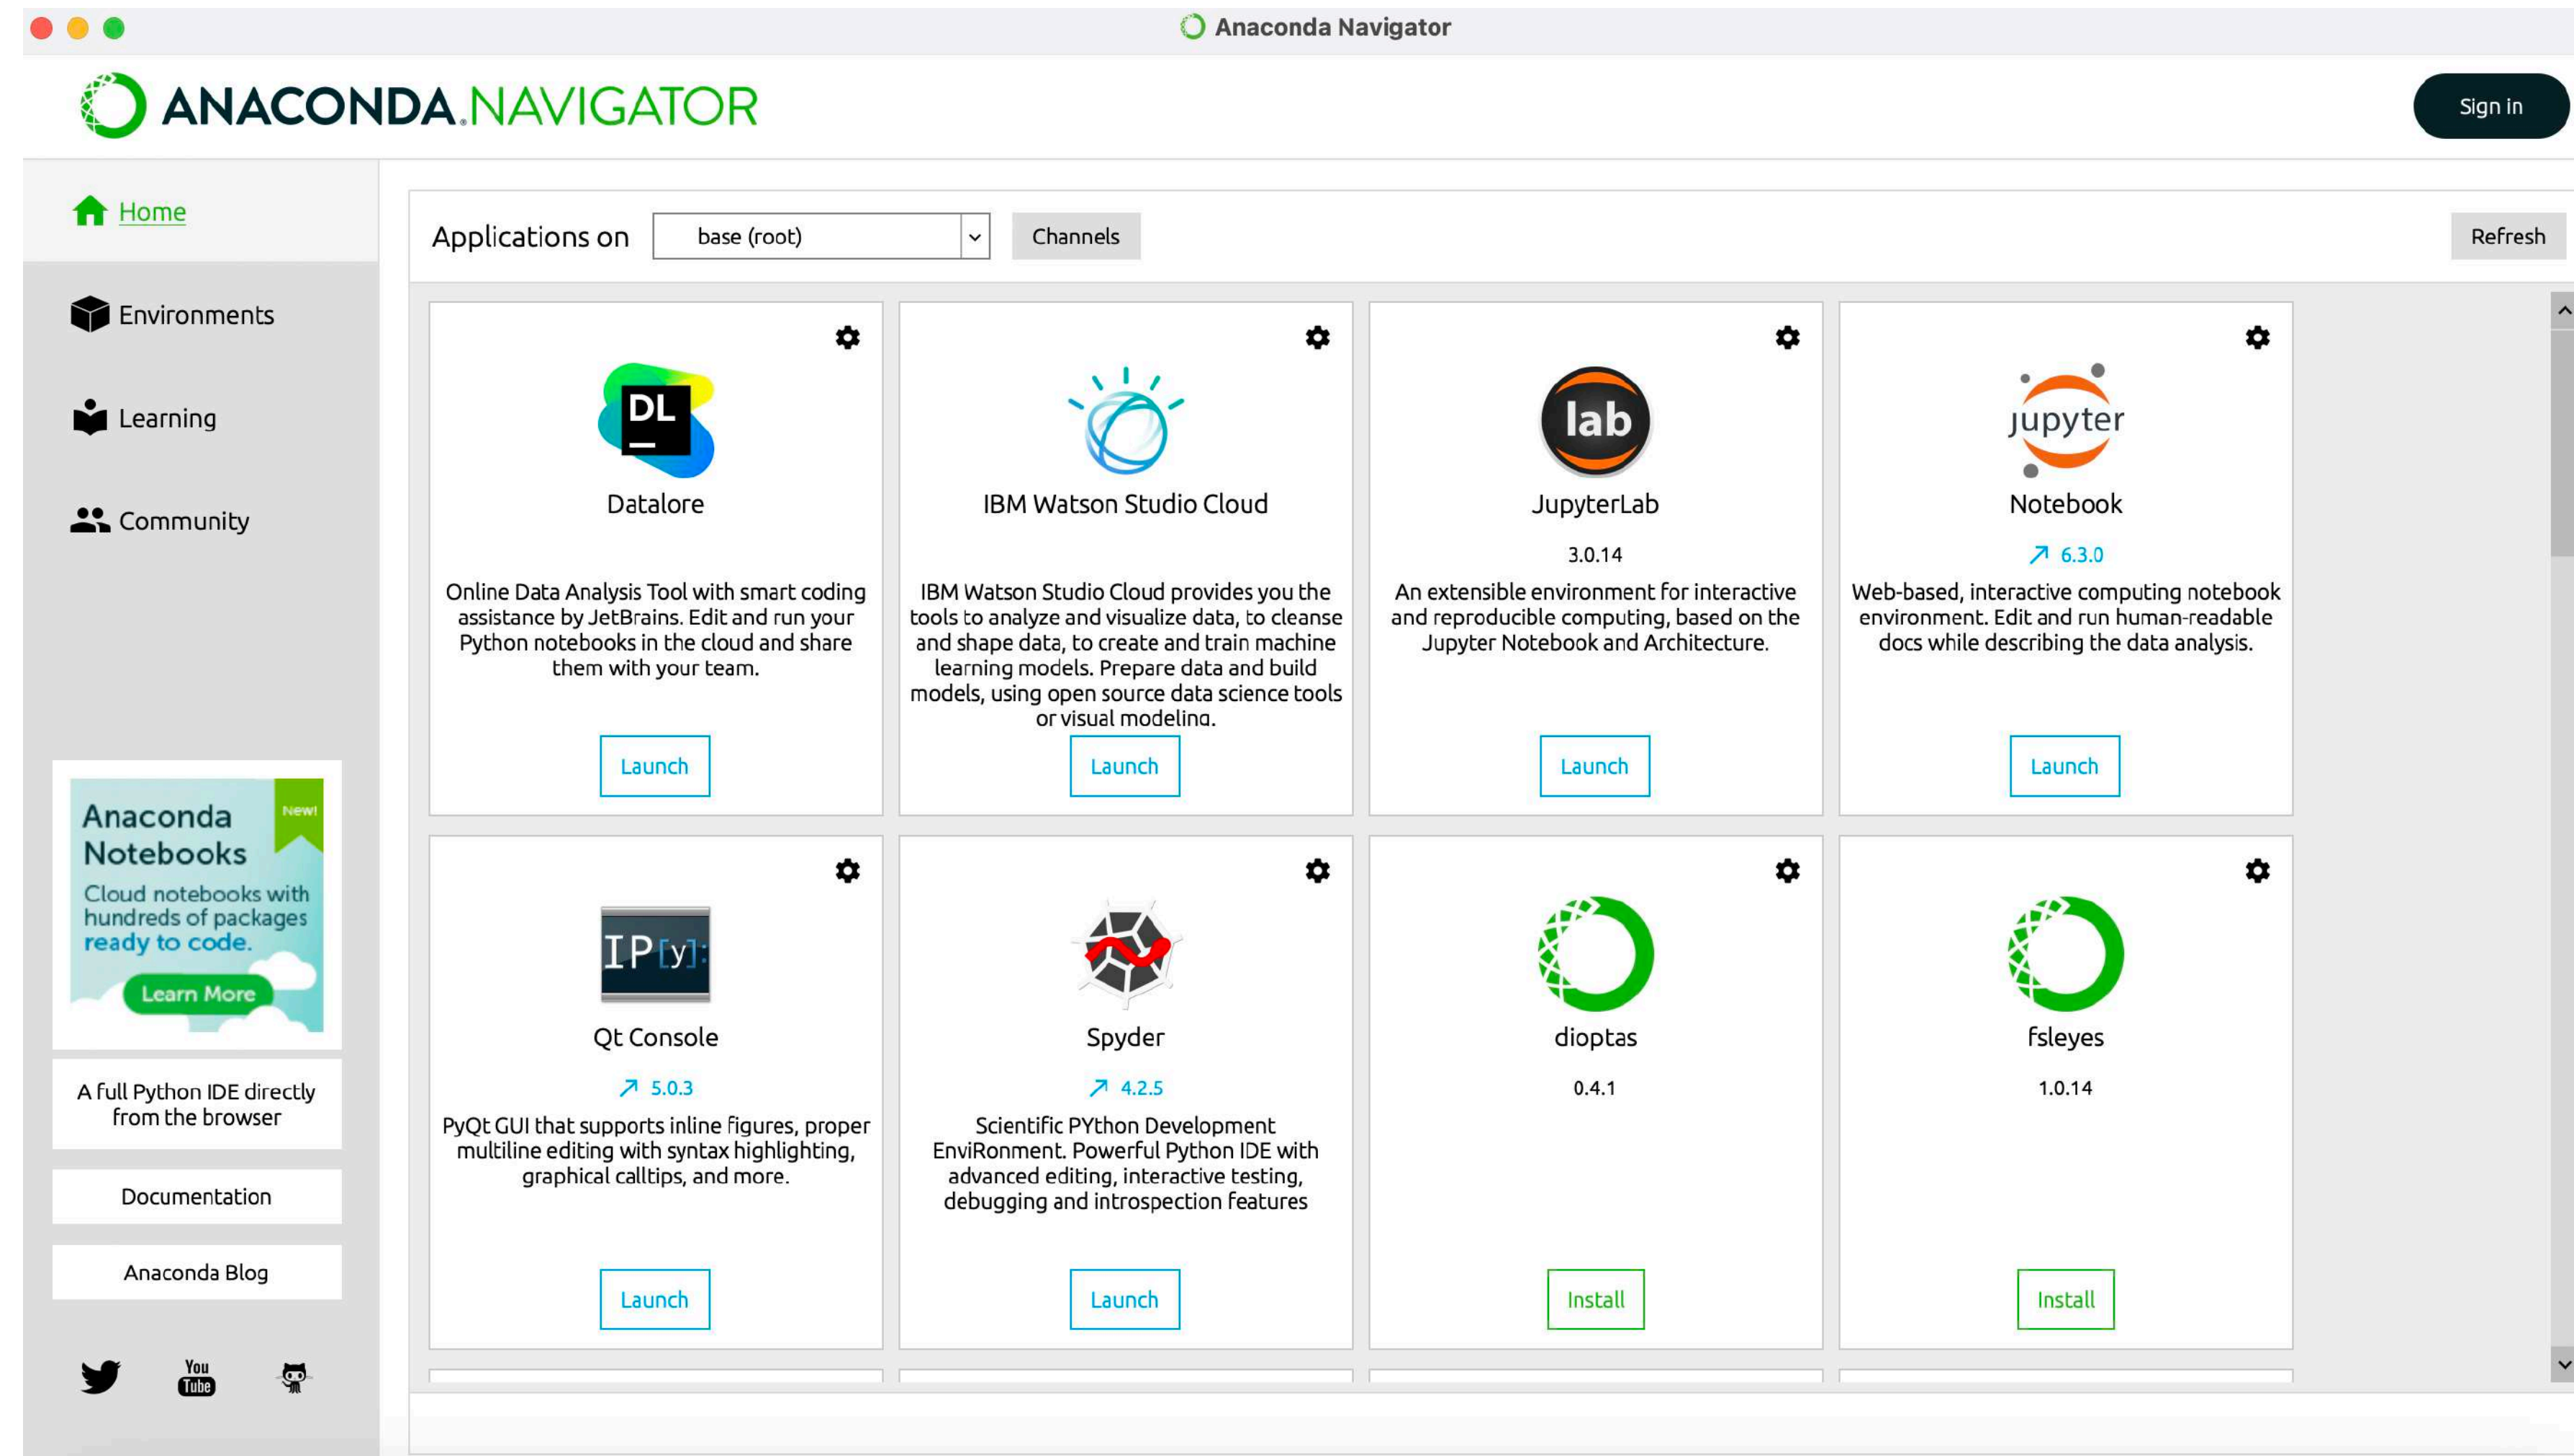 Anaconda Navigator
ANACONDA.NAVIGATOR
Sign in
Home
Environments
Learning
Community
Anaconda
Notebooks
New!
Cloud notebooks with
hundreds of packages
ready to code.
Learn More
A full Python IDE directly
from the browser
Documentation
Anaconda Blog
You
Tube
Applications on
base (root)
Channels
Refresh
DL
Datalore
Online Data Analysis Tool with smart coding
assistance by JetBrains. Edit and run your
Python notebooks in the cloud and share
them with your team.
Launch
IBM Watson Studio Cloud
IBM Watson Studio Cloud provides you the
tools to analyze and visualize data, to cleanse
and shape data, to create and train machine
learning models. Prepare data and build
models, using open source data science tools
or visual modeling.
Launch
lab
JupyterLab
3.0.14
An extensible environment for interactive
and reproducible computing, based on the
Jupyter Notebook and Architecture.
Launch
jupyter
Notebook
6.3.0
Web-based, interactive computing notebook
environment. Edit and run human-readable
docs while describing the data analysis.
Launch
IP[y]:
Qt Console
5.0.3
PyQt GUI that supports inline figures, proper
multiline editing with syntax highlighting,
graphical calltips, and more.
Launch
Spyder
4.2.5
Scientific PYthon Development
EnviRonment. Powerful Python IDE with
advanced editing, interactive testing,
debugging and introspection features
Launch
dioptas
0.4.1
Install
fsleyes
1.0.14
Install